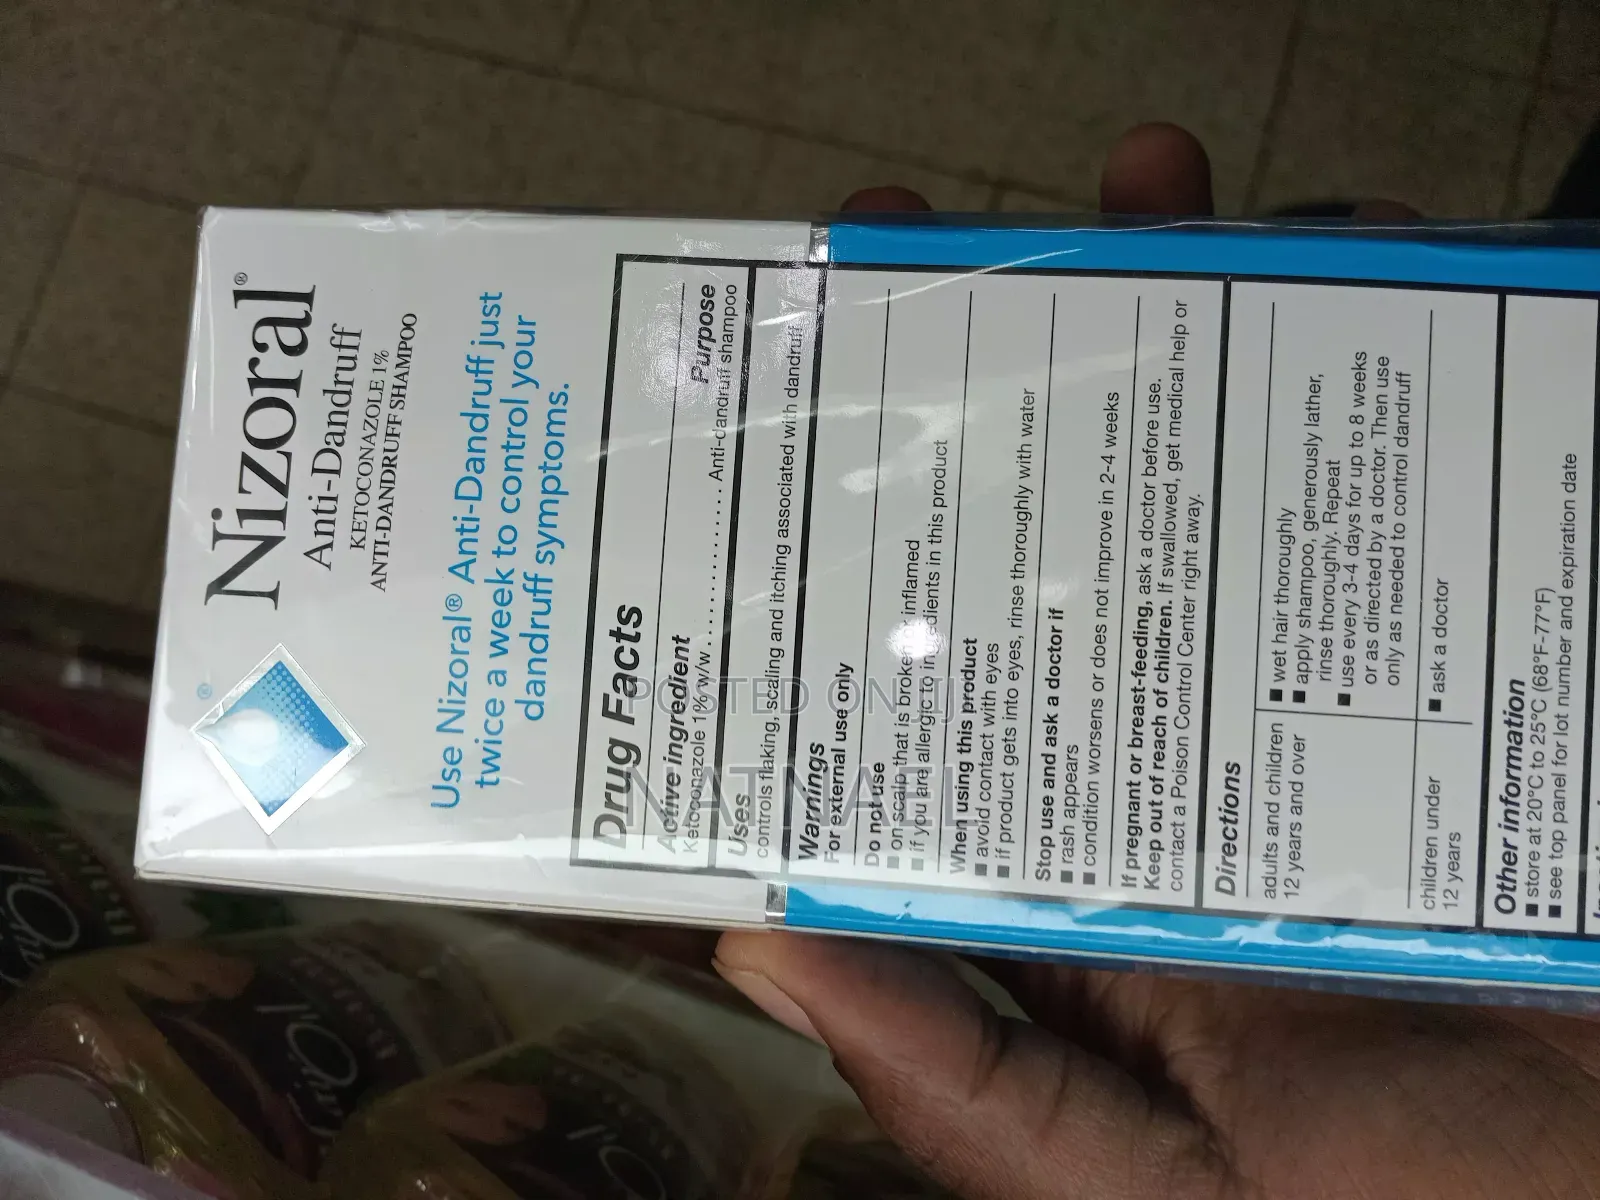 Nizoral®
Anti-Dandruff
KETOCONAZOLE 1%
ANTI-DANDRUFF SHAMPOO
®
Use Nizoral® Anti-Dandruff just
twice a week to control your
dandruff symptoms.
Drug Facts
Active ingredient Purpose
Ketoconazole 1% w/w........................Anti-dandruff shampoo
Uses
controls flaking, scaling and itching associated with dandruff
Warnings
For external use only
Do not use
■ on scalp that is broken or inflamed
■ if you are allergic to ingredients in this product
When using this product
■ avoid contact with eyes
■ if product gets into eyes, rinse thoroughly with water
Stop use and ask a doctor if
■ rash appears
■ condition worsens or does not improve in 2-4 weeks
If pregnant or breast-feeding, ask a doctor before use.
Keep out of reach of children. If swallowed, get medical help or
contact a Poison Control Center right away.
Directions
adults and children
12 years and over
■ wet hair thoroughly
■ apply shampoo, generously lather,
rinse thoroughly. Repeat
■ use every 3-4 days for up to 8 weeks
or as directed by a doctor. Then use
only as needed to control dandruff
children under
12 years
■ ask a doctor
Other information
■ store at 20°C to 25°C (68°F-77°F)
■ see top panel for lot number and expiration date
POSTED ON JIJI
NATNAEL